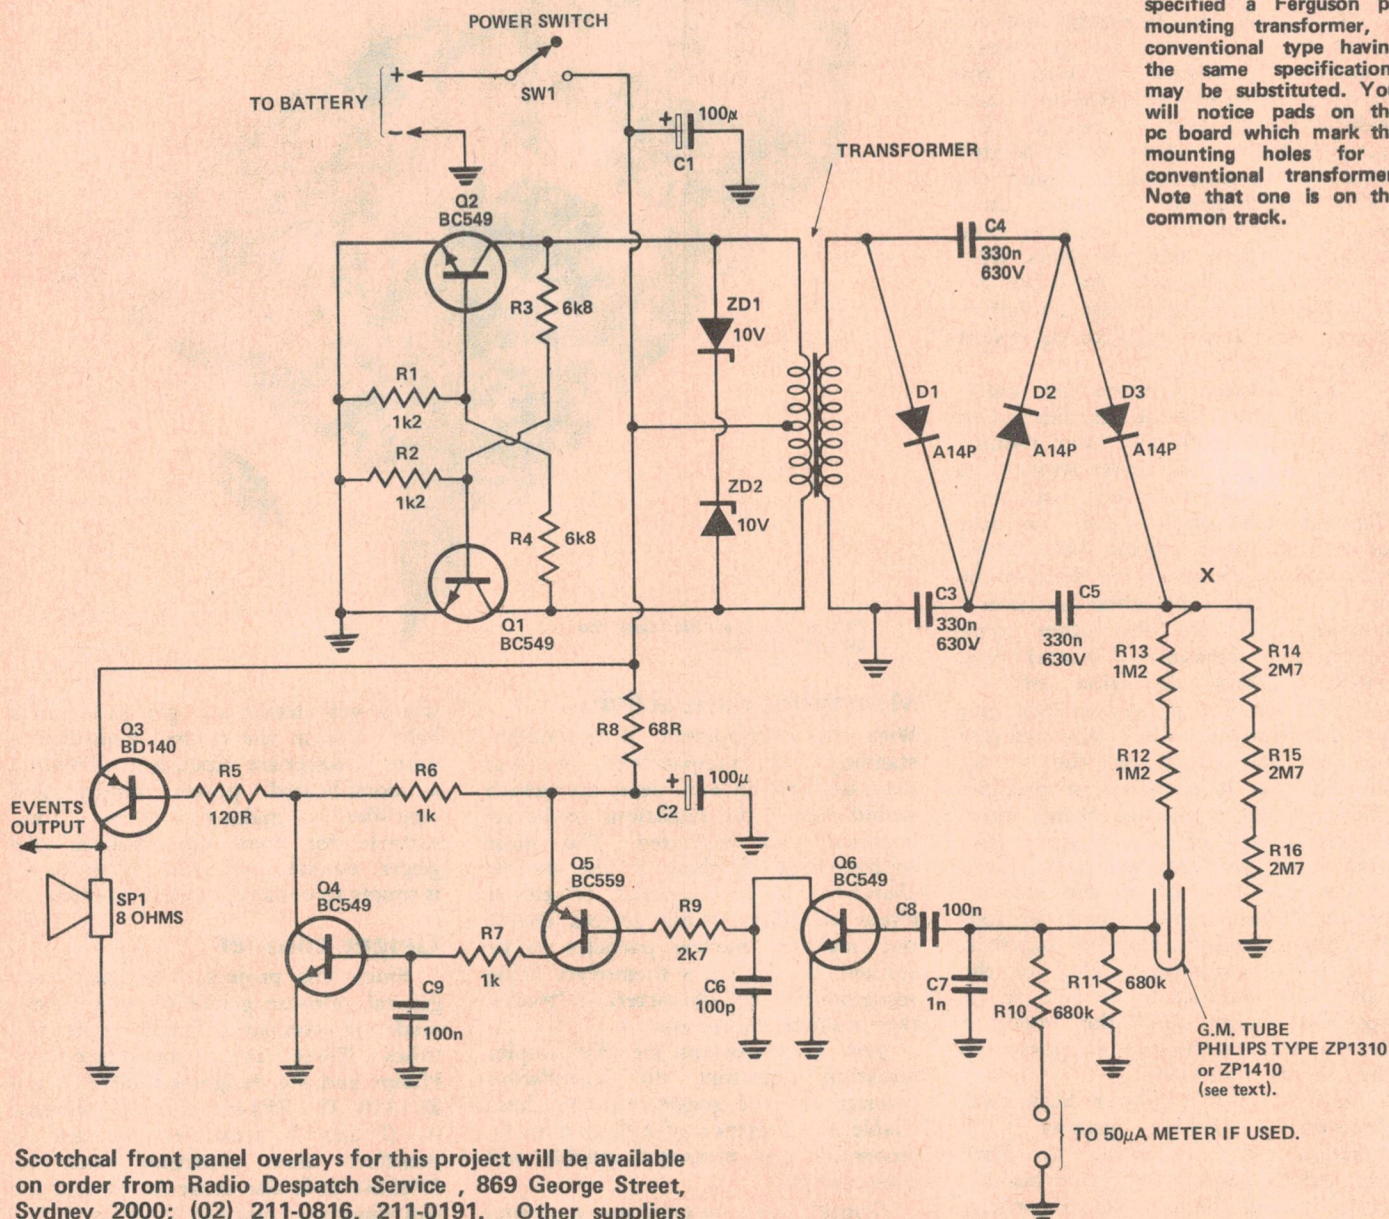 specified a Ferguson
mounting transformer,
conventional type
the same
may be substituted.
will notice pads on
pc board which mark
mounting holes for
conventional
Note that one is on
common track.
POWER SWITCH
+
SW1
TO BATTERY
-
+ 100µ
C1
TRANSFORMER
Q2
BC549
C4
330n
630V
R3 6k8
ZD1
10V
R1
1k2
D1
A14P
D2
A14P
D3
A14P
R2
1k2
ZD2
10V
R4 6k8
X
Q1
BC549
C3
330n
630V
C5
330n
630V
R13
1M2
R14
2M7
Q3
BD140
R8 68R
R12
1M2
R15
2M7
R5
120R
R6
1k
+ 100µ
C2
EVENTS
OUTPUT
R16
2M7
SP1
8 OHMS
Q4
BC549
Q5
BC559
Q6
BC549
R9
2k7
C8 100n
R7
1k
C9
100n
C6
100p
C7
1n
R10 680k
R11 680k
G.M. TUBE
PHILIPS TYPE ZP1310
or ZP1410
(see text).
TO 50µA METER IF USED.
Scotchcal front panel overlays for this project will be available
on order from Radio Despatch Service , 869 George Street,
Sydney 2000; (02) 211-0816, 211-0191. Other suppliers